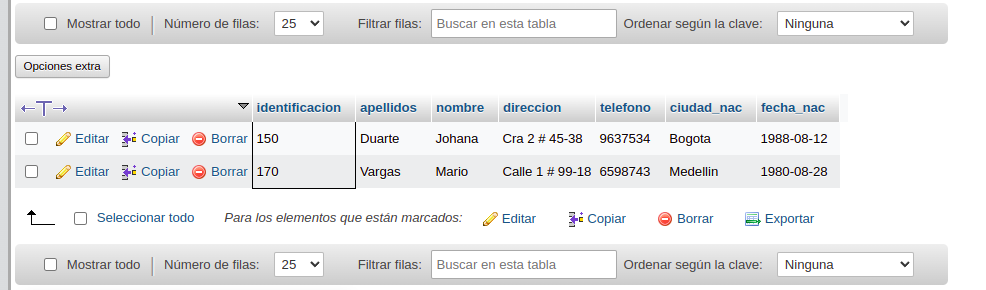 Mostrar todo Número de filas: 25 Filtrar filas: Buscar en esta tabla Ordenar según la clave: Ninguna
Opciones extra
←T→ identificacion apellidos nombre direccion telefono ciudad_nac fecha_nac
Editar Copiar Borrar 150 Duarte Johana Cra 2 # 45-38 9637534 Bogota 1988-08-12
Editar Copiar Borrar 170 Vargas Mario Calle 1 # 99-18 6598743 Medellin 1980-08-28
Seleccionar todo Para los elementos que están marcados: Editar Copiar Borrar Exportar
Mostrar todo Número de filas: 25 Filtrar filas: Buscar en esta tabla Ordenar según la clave: Ninguna